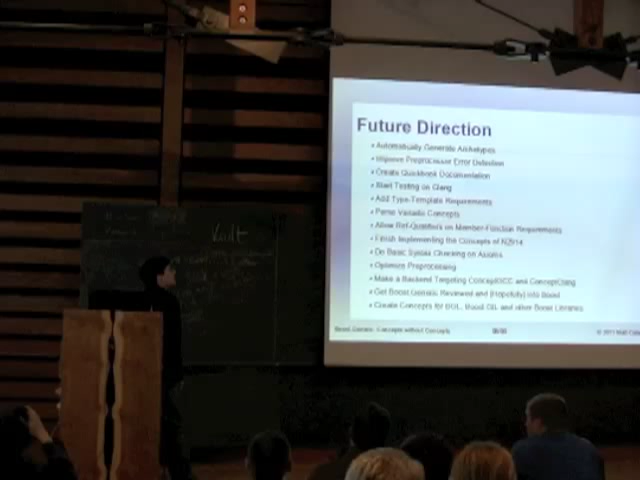 Future Direction
Automatically Generate Archetypes
Improve Preprocessor Error Detection
Create Quickbook Documentation
Start Testing on Clang
Add Type-Template Requirements
Parse Variadic Concepts
Allow Ref-Qualifiers on Member-Function Requirements
Finish Implementing the Concepts of N2914
Do Basic Syntax Checking on Axioms
Optimize Preprocessing
Make a Backend Targeting ConceptGCC and ConceptClang
Get Boost.Generic Reviewed and (Hopefully) into Boost
Create Concepts for BGL, Boost.GIL and other Boost Libraries
Boost.Generic: Concepts without Concepts
© 2011 Matt